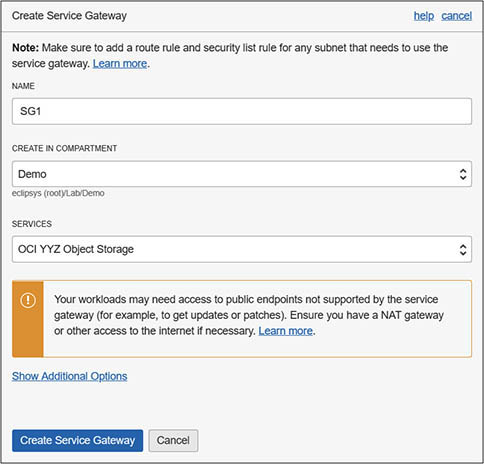 Create Service Gateway help cancel
Note: Make sure to add a route rule and security list rule for any subnet that needs to use the
service gateway. Learn more.
NAME
SG1
CREATE IN COMPARTMENT
Demo
eclipsys (root)/Lab/Demo
SERVICES
OCI YYZ Object Storage
Your workloads may need access to public endpoints not supported by the service
gateway (for example, to get updates or patches). Ensure you have a NAT gateway
or other access to the internet if necessary. Learn more.
Show Additional Options
Create Service Gateway Cancel